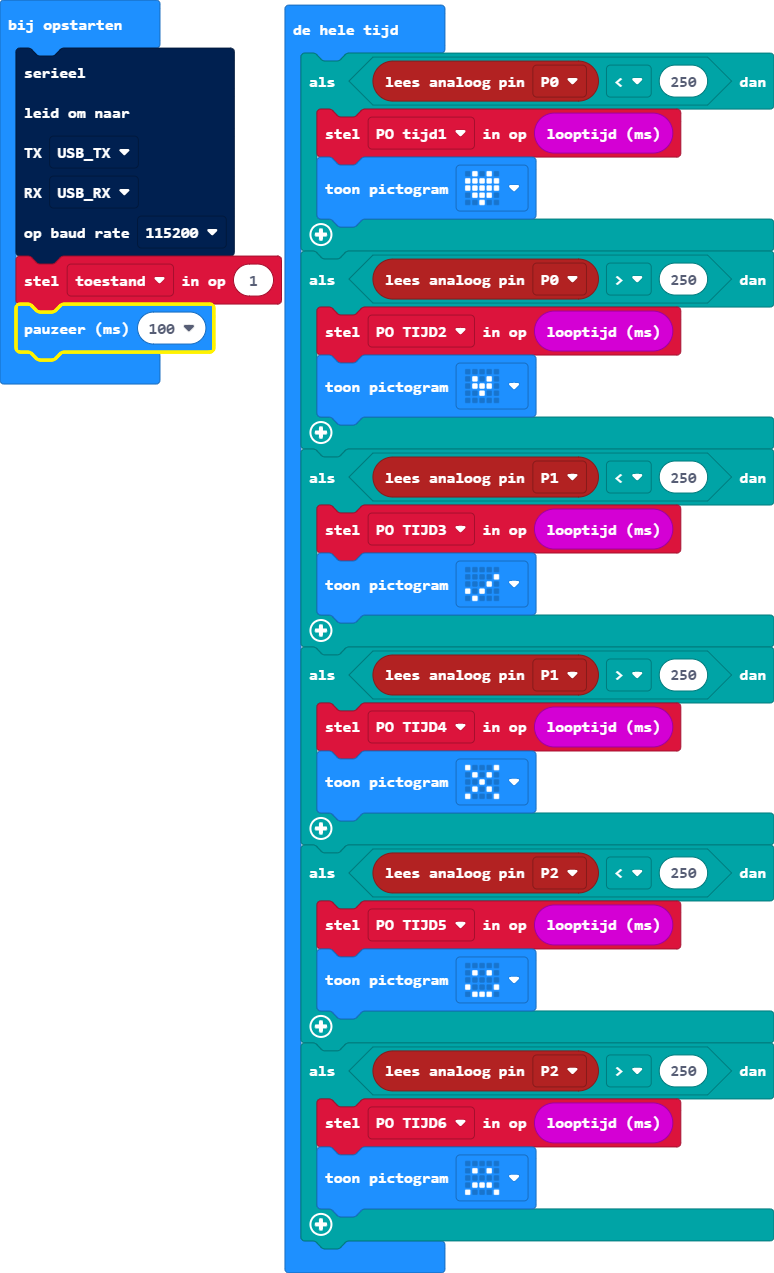 bij opstarten
serieel
leid om naar
TX USB_TX
RX USB_RX
op baud rate 115200
stel toestand in op 1
pauzeer (ms) 100
de hele tijd
als lees analoog pin P0 < 250 dan
stel PO tijd1 in op looptijd (ms)
toon pictogram
als lees analoog pin P0 > 250 dan
stel PO TIJD2 in op looptijd (ms)
toon pictogram
als lees analoog pin P1 < 250 dan
stel PO TIJD3 in op looptijd (ms)
toon pictogram
als lees analoog pin P1 > 250 dan
stel PO TIJD4 in op looptijd (ms)
toon pictogram
als lees analoog pin P2 < 250 dan
stel PO TIJD5 in op looptijd (ms)
toon pictogram
als lees analoog pin P2 > 250 dan
stel PO TIJD6 in op looptijd (ms)
toon pictogram